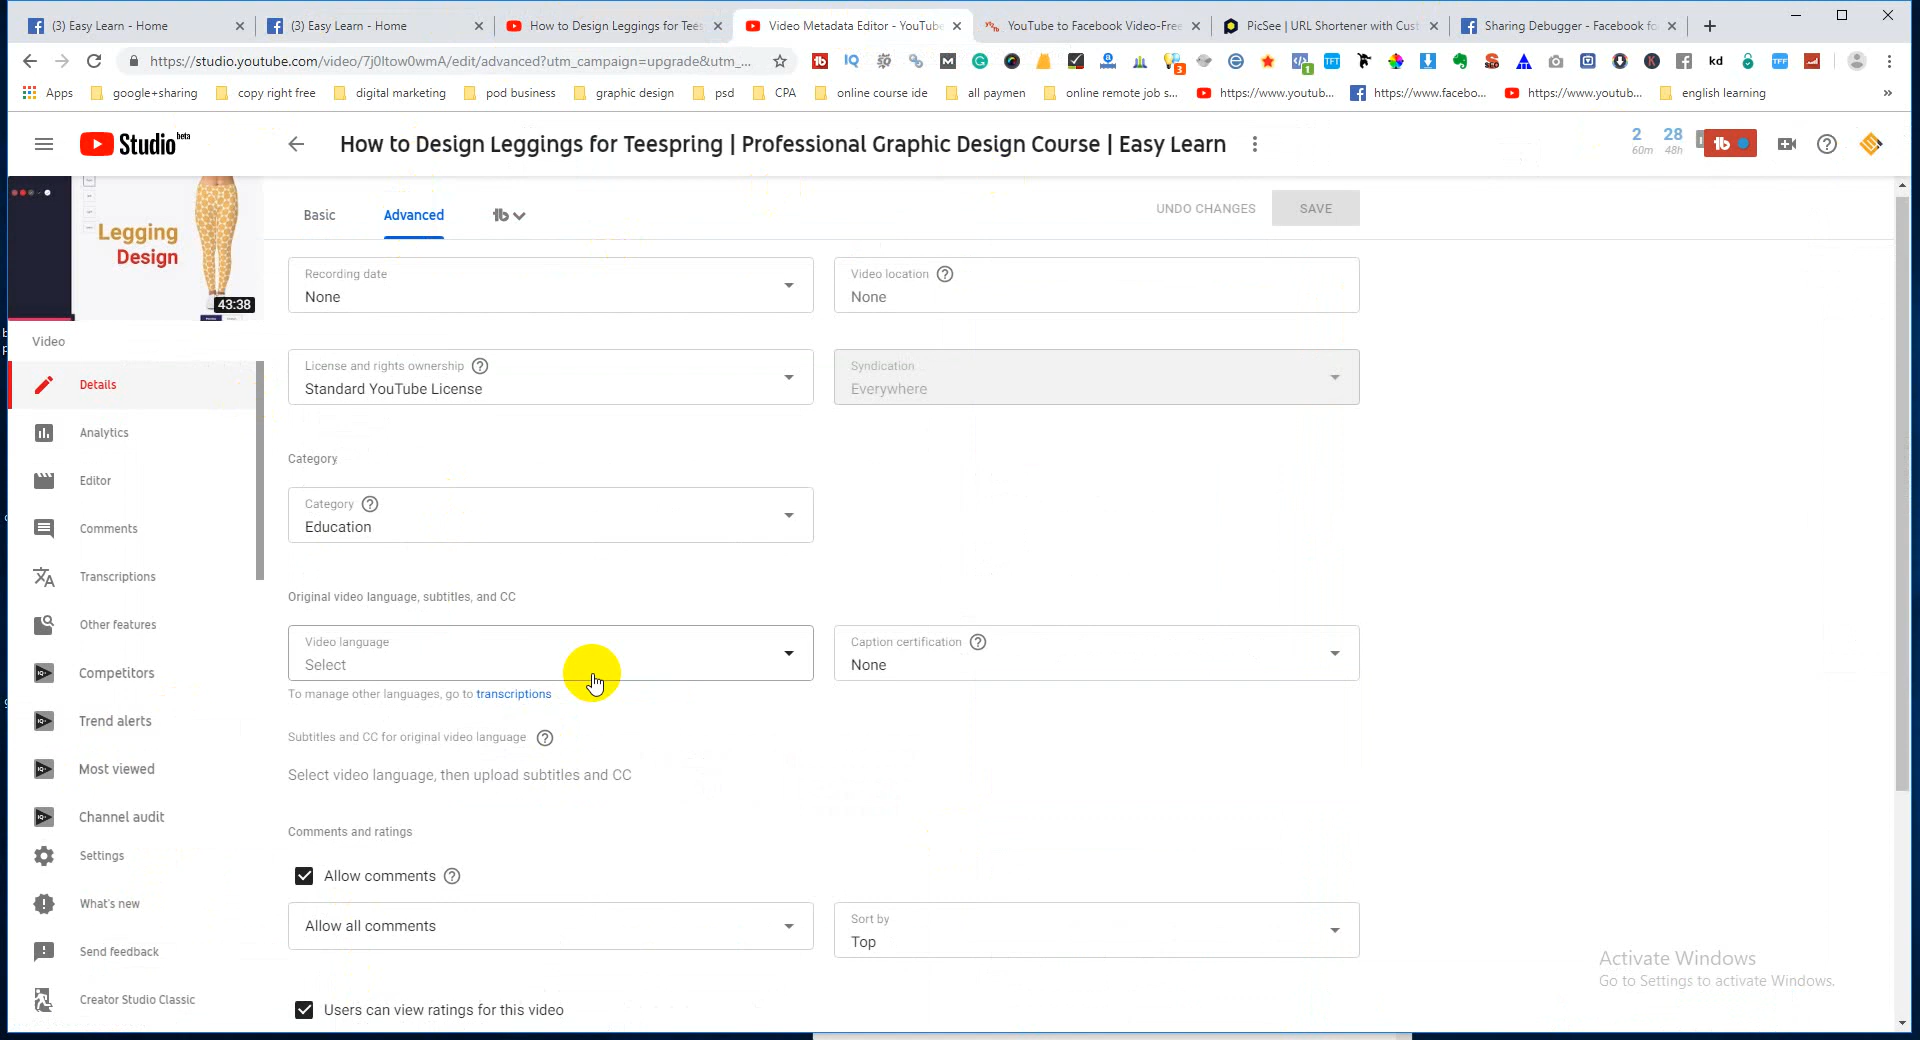 (3) Easy Learn - Home
(3) Easy Learn - Home
How to Design Leggings for Tees
Video Metadata Editor - YouTube
YouTube to Facebook Video-Free
PicSee | URL Shortener with Cust
Sharing Debugger - Facebook fo
https://studio.youtube.com/video/7j0ltow0wmA/edit/advanced?utm_campaign=upgrade&utm_...
Apps
google+sharing
copy right free
digital marketing
pod business
graphic design
psd
CPA
online course ide
all paymen
online remote job s...
https://www.youtub...
https://www.facebo...
https://www.youtub...
english learning
Studio beta
How to Design Leggings for Teespring | Professional Graphic Design Course | Easy Learn
2
60m
28
48h
Legging
Design
43:38
Basic
Advanced
UNDO CHANGES
SAVE
Recording date
None
Video location
None
License and rights ownership
Standard YouTube License
Syndication
Everywhere
Category
Category
Education
Original video language, subtitles, and CC
Video language
Select
Caption certification
None
To manage other languages, go to transcriptions
Subtitles and CC for original video language
Select video language, then upload subtitles and CC
Comments and ratings
Allow comments
Allow all comments
Sort by
Top
Users can view ratings for this video
Video
Details
Analytics
Editor
Comments
Transcriptions
Other features
Competitors
Trend alerts
Most viewed
Channel audit
Settings
What's new
Send feedback
Creator Studio Classic
Activate Windows
Go to Settings to activate Windows.